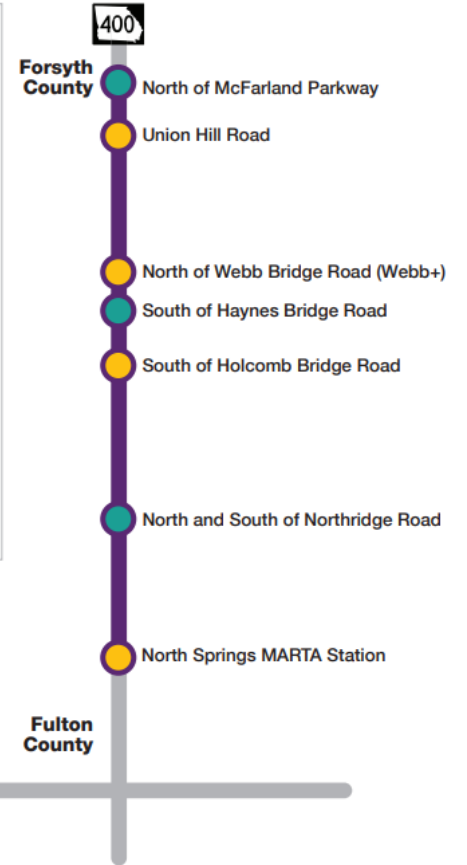 400
Forsyth
County
North of McFarland Parkway
Union Hill Road
North of Webb Bridge Road (Webb+)
South of Haynes Bridge Road
South of Holcomb Bridge Road
North and South of Northridge Road
North Springs MARTA Station
Fulton
County